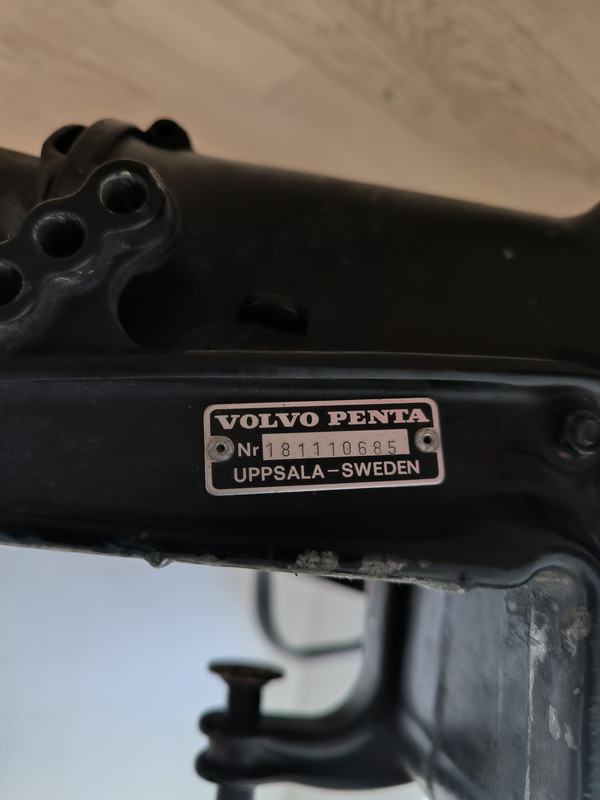 VOLVO PENTA
Nr 181110685
UPPSALA-SWEDEN